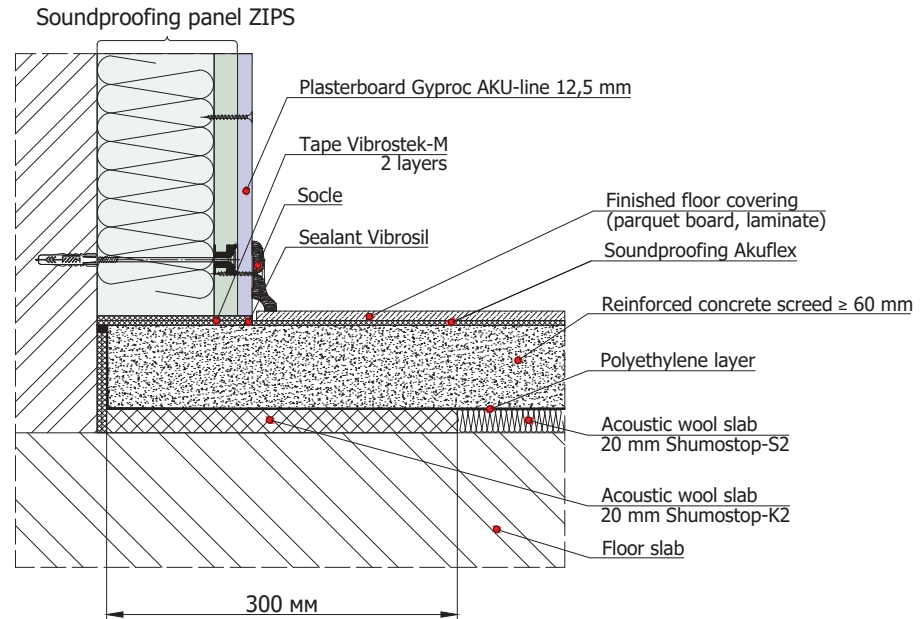 Soundproofing panel ZIPS
Plasterboard Gyproc AKU-line 12,5 mm
Tape Vibrostek-M
2 layers
Socle
Sealant Vibrosil
Finished floor covering
(parquet board, laminate)
Soundproofing Akuflex
Reinforced concrete screed ≥ 60 mm
Polyethylene layer
Acoustic wool slab
20 mm Shumostop-S2
Acoustic wool slab
20 mm Shumostop-K2
Floor slab
300 мм